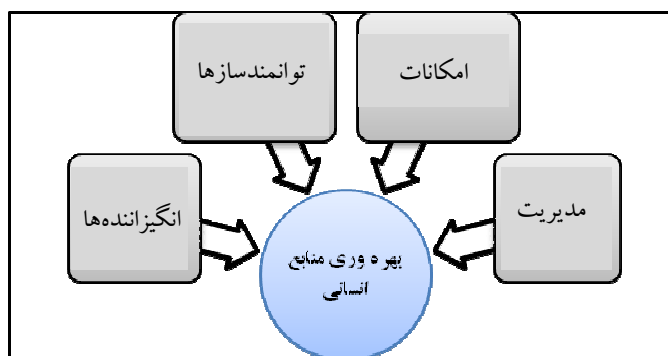 امکانات
توانمندسازها
مدیریت
انگیزاننده‌ها
بهره وری منابع
انسانی